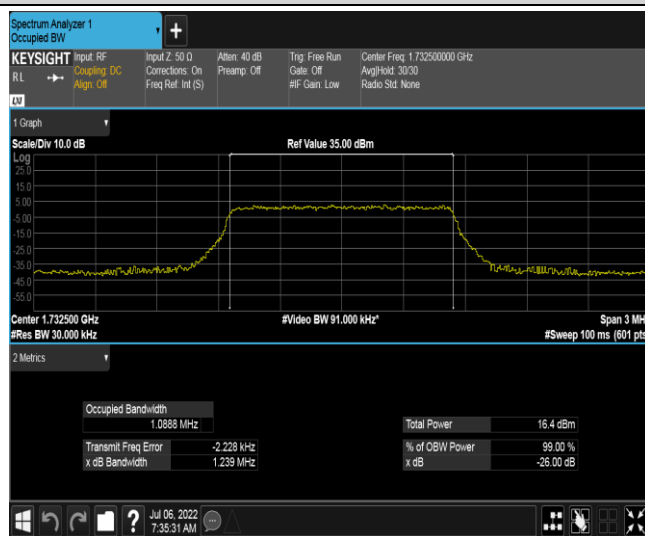 Spectrum Analyzer 1
Occupied BW
+
KEYSIGHT Input: RF Input Z: 50 Ω Atten: 40 dB Trig: Free Run Center Freq: 1.732500000 GHz
RL Coupling: DC Corrections: On Preamp: Off Gate: Off Avg|Hold: 30/30
Align: Off Freq Ref: Int (S) #IF Gain: Low Radio Std: None
LXI
1 Graph
Scale/Div 10.0 dB Ref Value 35.00 dBm
Log
25.0
15.0
5.00
-5.00
-15.0
-25.0
-35.0
-45.0
-55.0
Center 1.732500 GHz #Video BW 91.000 kHz* Span 3 MH
#Res BW 30.000 kHz #Sweep 100 ms (601 pts
2 Metrics
Occupied Bandwidth
1.0888 MHz Total Power 16.4 dBm
Transmit Freq Error -2.228 kHz % of OBW Power 99.00 %
x dB Bandwidth 1.239 MHz x dB -26.00 dB
? Jul 06, 2022
7:35:31 AM